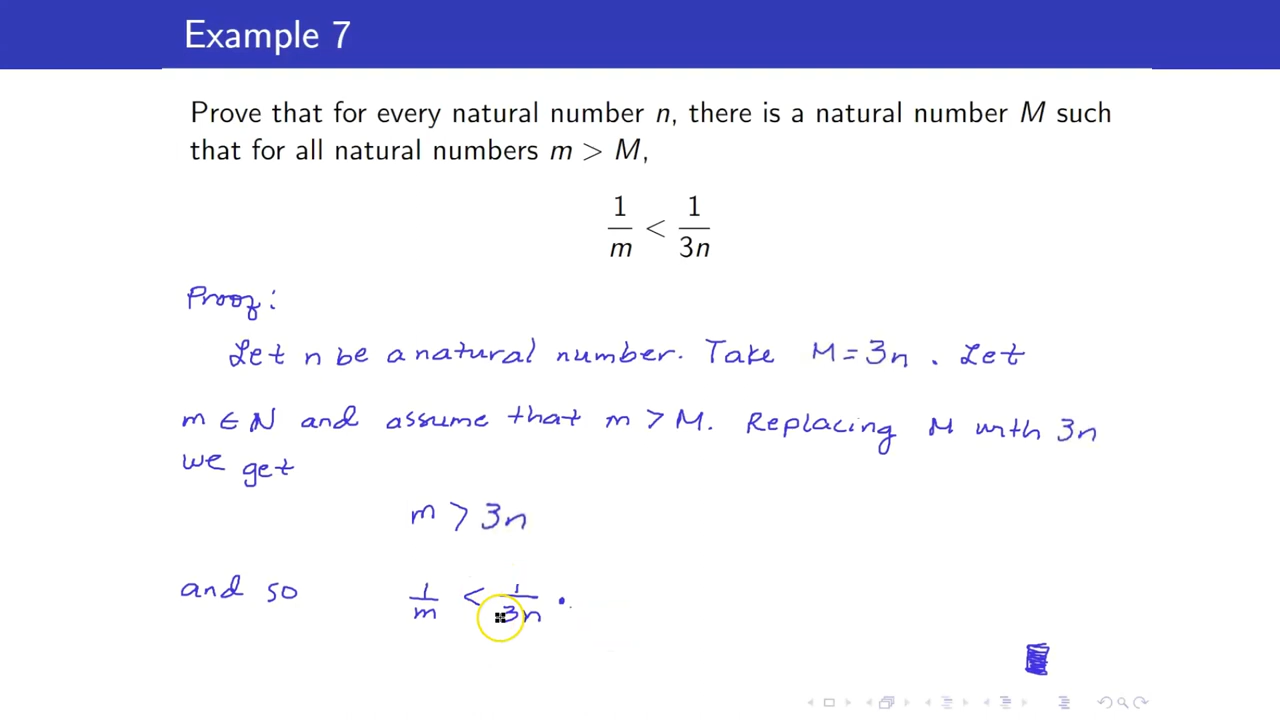 Example 7
Prove that for every natural number n, there is a natural number M such
that for all natural numbers m > M,
1/m < 1/3n
Proof:
Let n be a natural number. Take M = 3n. Let
m ∈ N and assume that m > M. Replacing M with 3n
we get
m > 3n
and so 1/m < 1/3n.